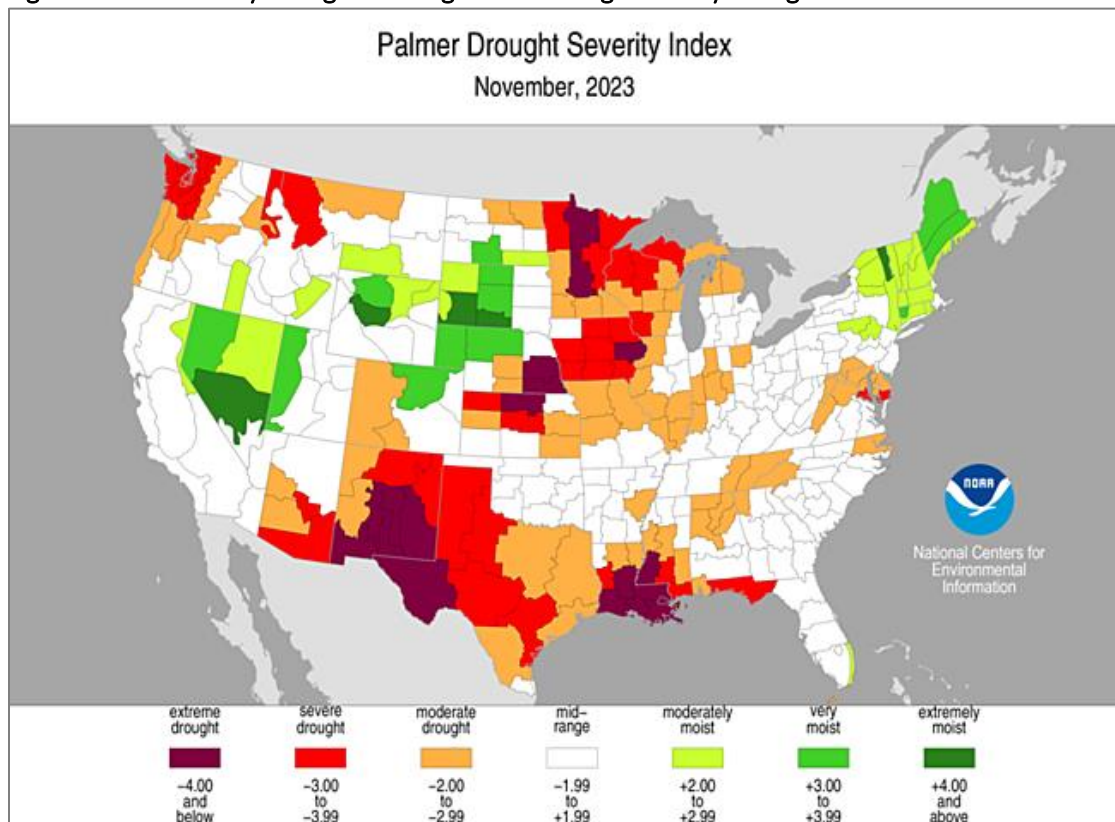 Palmer Drought Severity Index
November, 2023
NOAA
National Centers for
Environmental
Information
extreme
drought
severe
drought
moderate
drought
mid–
range
moderately
moist
very
moist
extremely
moist
−4.00
and
below
−3.00
to
−3.99
−2.00
to
−2.99
−1.99
to
+1.99
+2.00
to
+2.99
+3.00
to
+3.99
+4.00
and
above